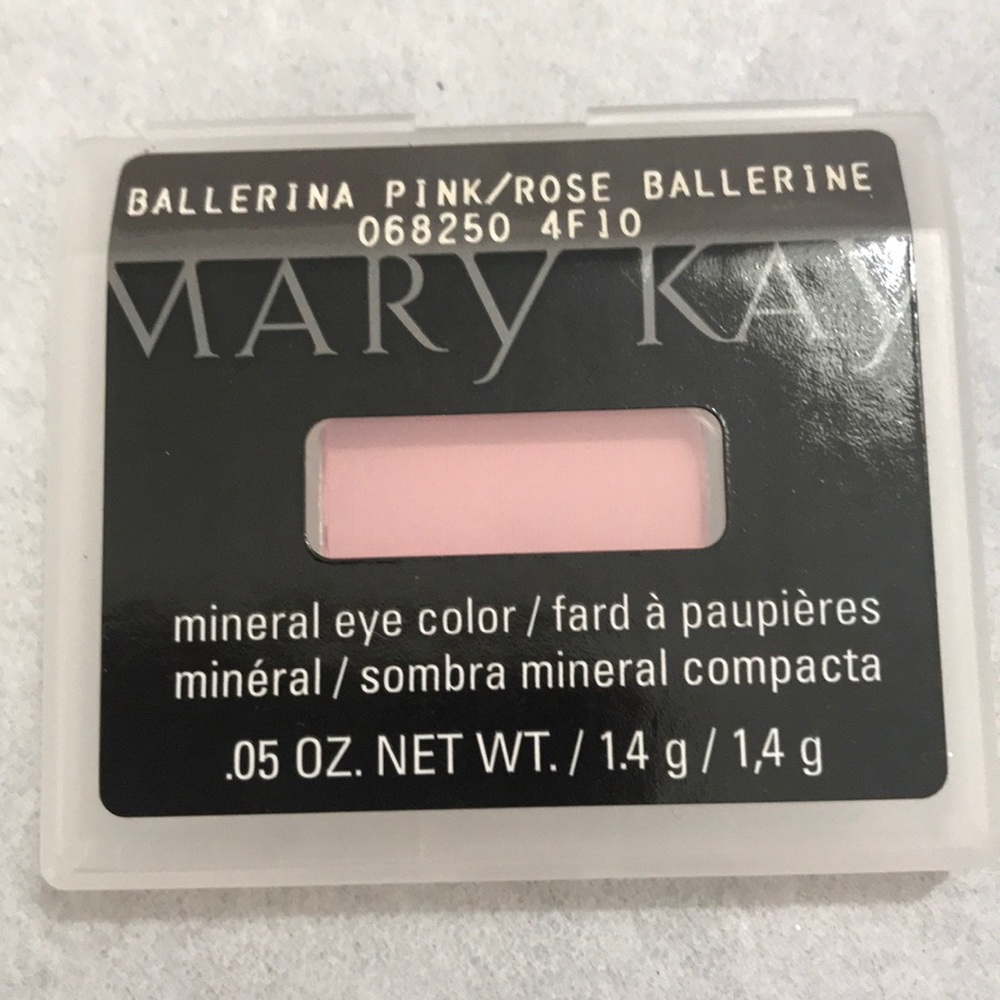 BALLERINA PINK/ROSE BALLERINE
068250 4F10
MARY KAY
mineral eye color / fard à paupières
minéral / sombra mineral compacta
.05 OZ. NET WT. / 1.4 g / 1,4 g